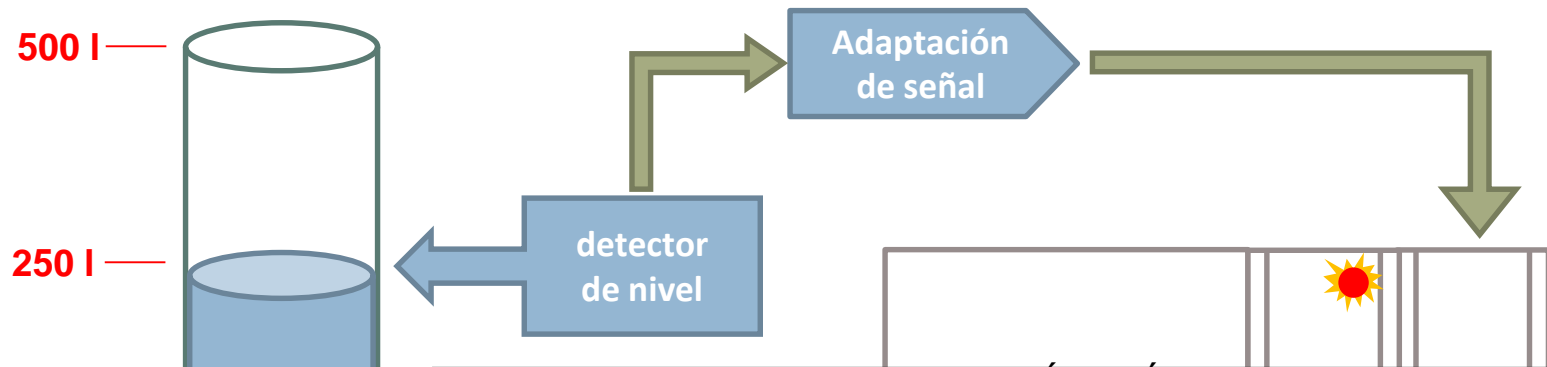 500 l
Adaptación
de señal
250 l
detector
de nivel